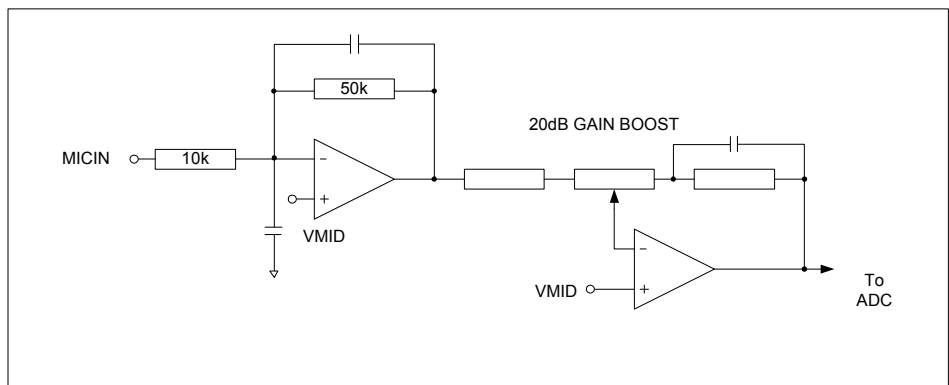 50k
20dB GAIN BOOST
MICIN
10k
−
+
VMID
−
VMID
+
To
ADC